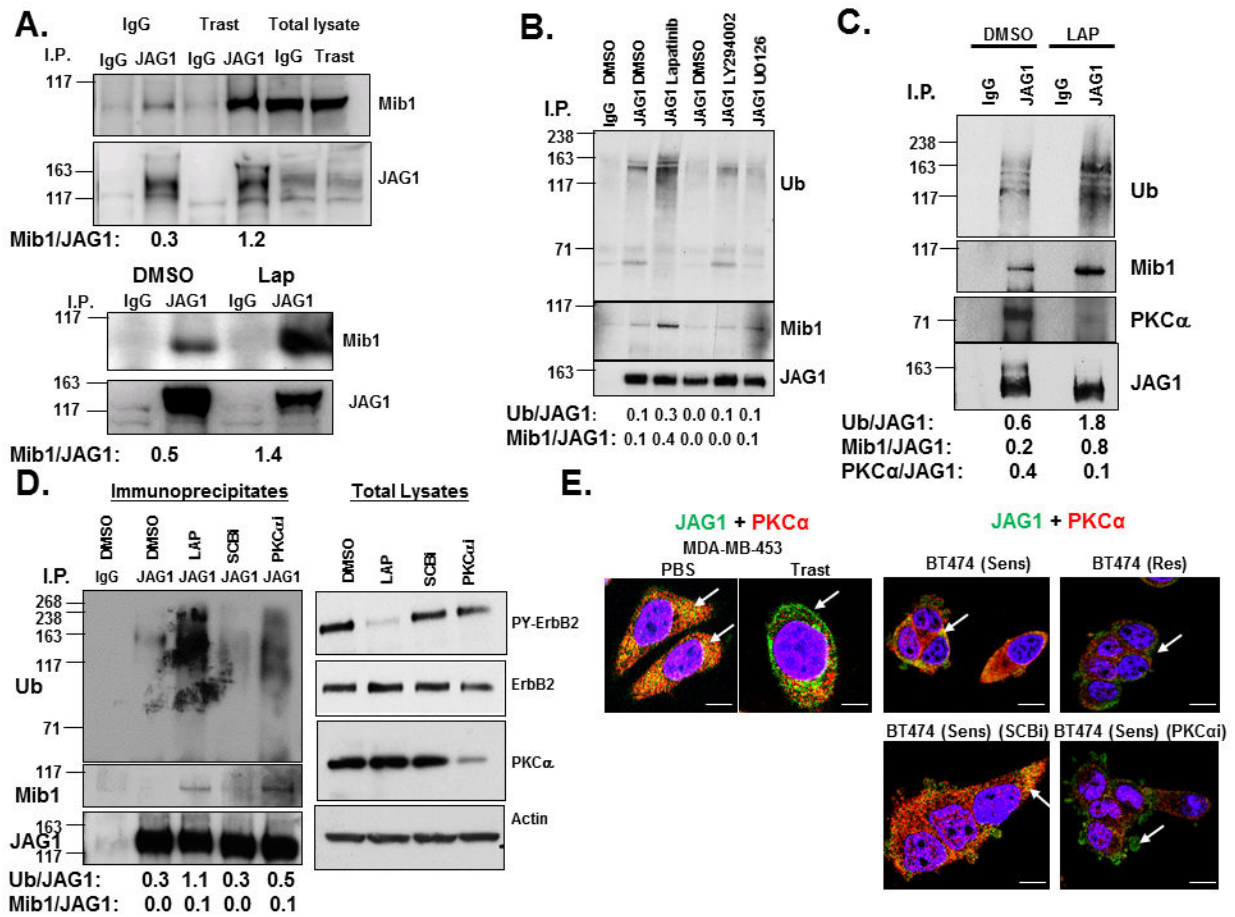 A.
IgG Trast Total lysate
I.P. IgG JAG1 IgG JAG1 IgG Trast
117
Mib1
163
117
JAG1
Mib1/JAG1: 0.3 1.2
DMSO Lap
I.P. IgG JAG1 IgG JAG1
117
Mib1
163
117
JAG1
Mib1/JAG1: 0.5 1.4
B.
I.P.
IgG DMSO
JAG1 DMSO
JAG1 Lapatinib
JAG1 DMSO
JAG1 LY294002
JAG1 UO126
238
163
117
71
Ub
117
Mib1
163
JAG1
Ub/JAG1: 0.1 0.3 0.0 0.1 0.1
Mib1/JAG1: 0.1 0.4 0.0 0.0 0.1
C.
DMSO LAP
I.P. IgG JAG1 IgG JAG1
238
163
117
Ub
117
Mib1
71
PKCα
163
JAG1
Ub/JAG1: 0.6 1.8
Mib1/JAG1: 0.2 0.8
PKCα/JAG1: 0.4 0.1
D.
Immunoprecipitates
DMSO DMSO LAP SCBi PKCαi
I.P. IgG JAG1 JAG1 JAG1 JAG1
268
238
163
117
Ub
71
117
Mib1
163
JAG1
117
Ub/JAG1: 0.3 1.1 0.3 0.5
Mib1/JAG1: 0.0 0.1 0.0 0.1
Total Lysates
DMSO LAP SCBi PKCαi
PY-ErbB2
ErbB2
PKCα
Actin
E.
JAG1 + PKCα
MDA-MB-453
PBS Trast
JAG1 + PKCα
BT474 (Sens) BT474 (Res)
BT474 (Sens) (SCBi) BT474 (Sens) (PKCαi)